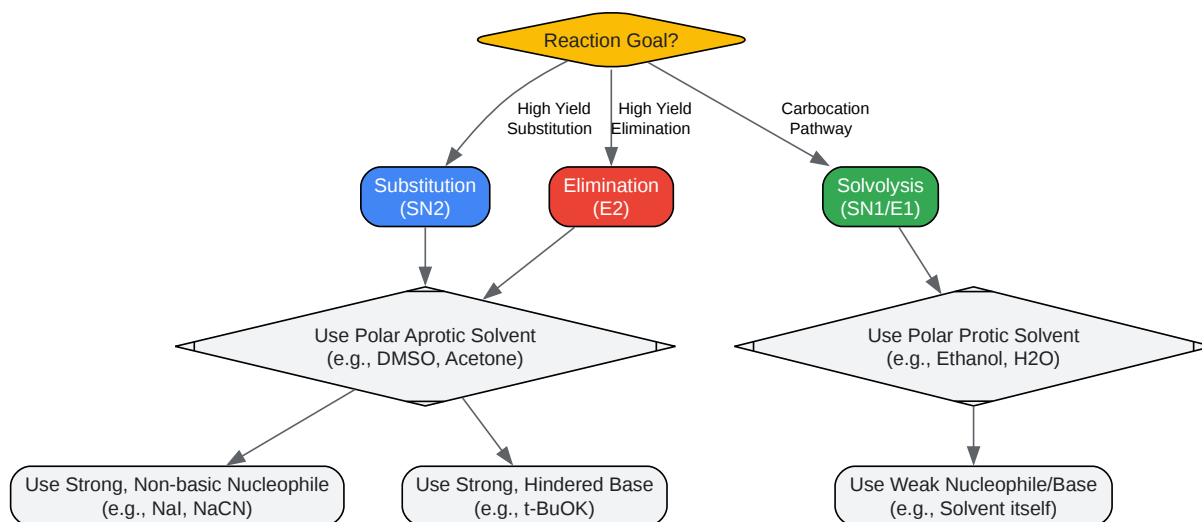 Reaction Goal?
High Yield
Substitution
High Yield
Elimination
Carbocation
Pathway
Substitution
(SN2)
Elimination
(E2)
Solvolysis
(SN1/E1)
Use Polar Aprotic Solvent
(e.g., DMSO, Acetone)
Use Polar Protic Solvent
(e.g., Ethanol, H2O)
Use Strong, Non-basic Nucleophile
(e.g., NaI, NaCN)
Use Strong, Hindered Base
(e.g., t-BuOK)
Use Weak Nucleophile/Base
(e.g., Solvent itself)